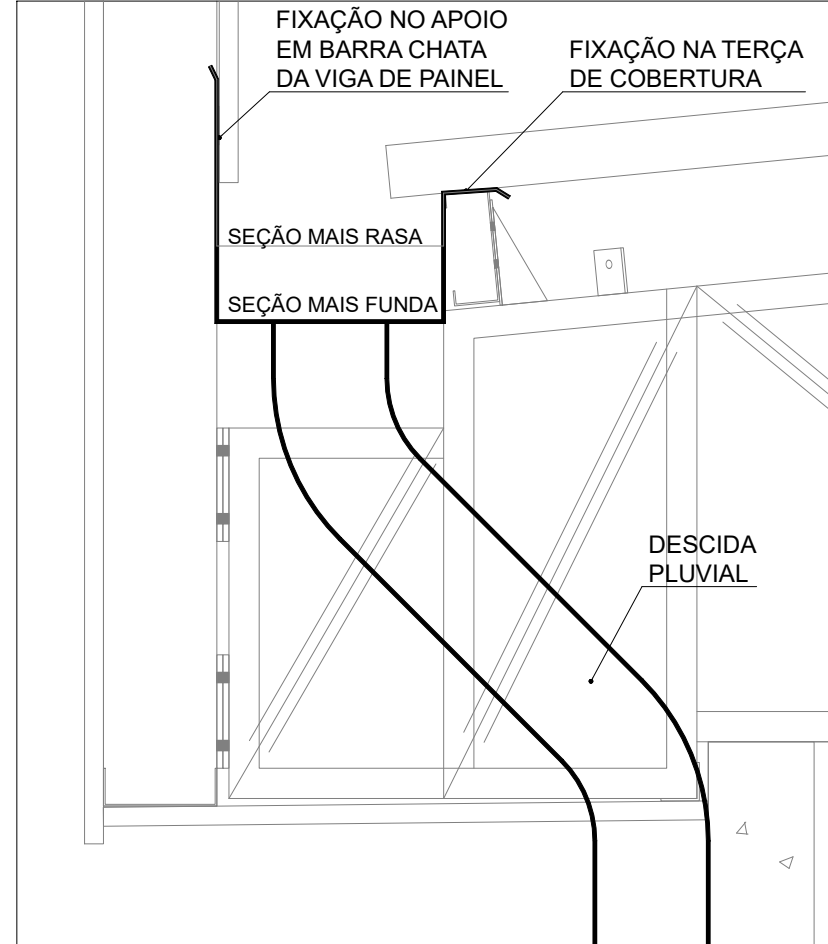 FIXAÇÃO NO APOIO
EM BARRA CHATA
DA VIGA DE PAINEL
FIXAÇÃO NA TERÇA
DE COBERTURA
SEÇÃO MAIS RASA
SEÇÃO MAIS FUNDA
DESCIDA
PLUVIAL